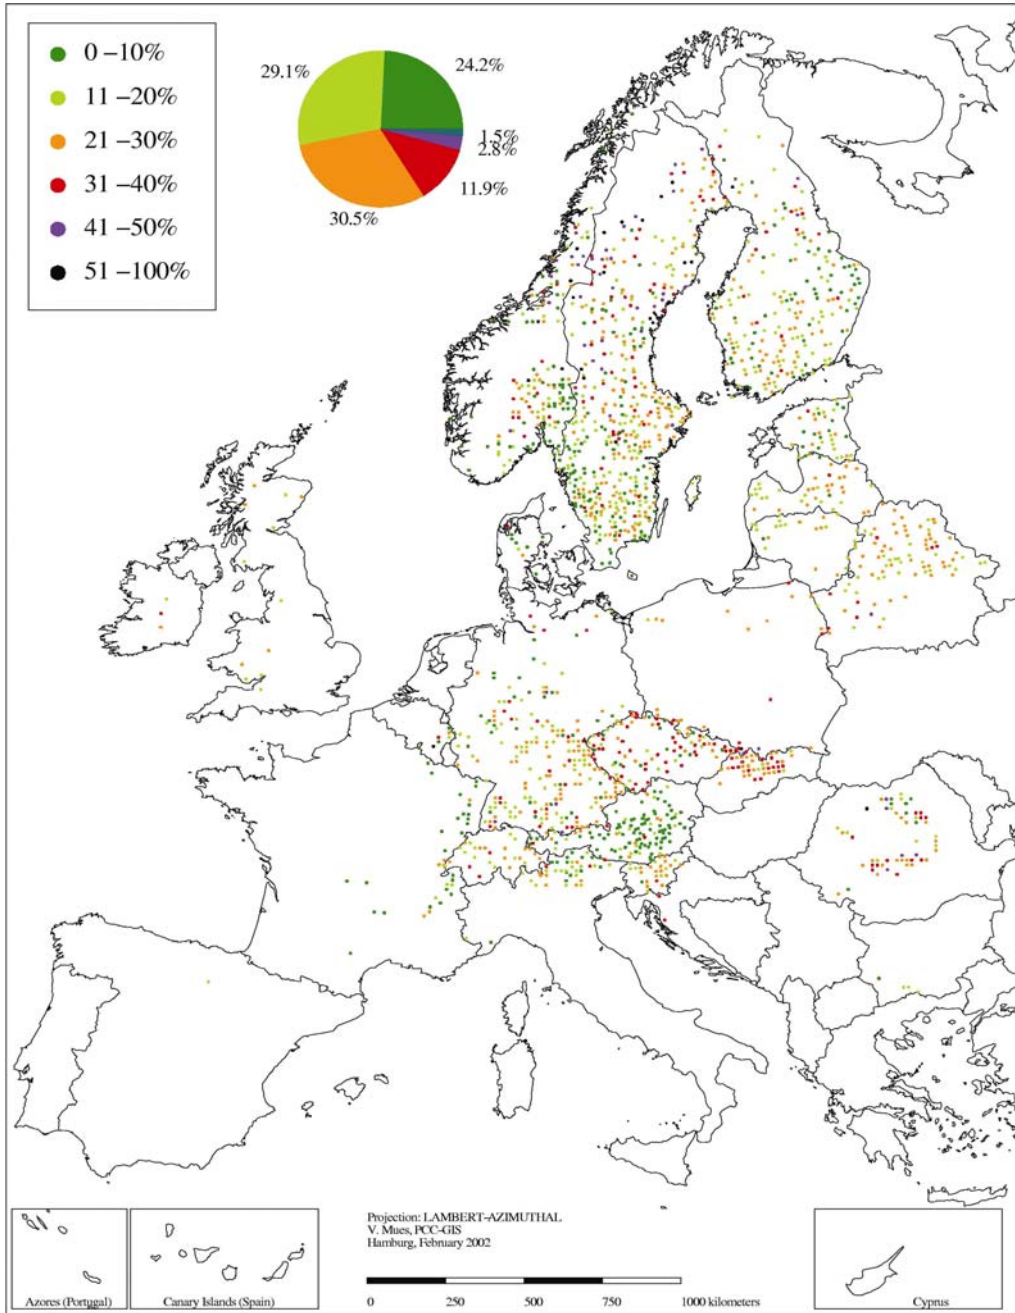 0 –10%
11 –20%
21 –30%
31 –40%
41 –50%
51 –100%
29.1%
24.2%
1.5%
2.8%
11.9%
30.5%
Projection: LAMBERT-AZIMUTHAL
V. Mues, PCC-GIS
Hamburg, February 2002
0 250 500 750 1000 kilometers
Azores (Portugal)
Canary Islands (Spain)
Cyprus